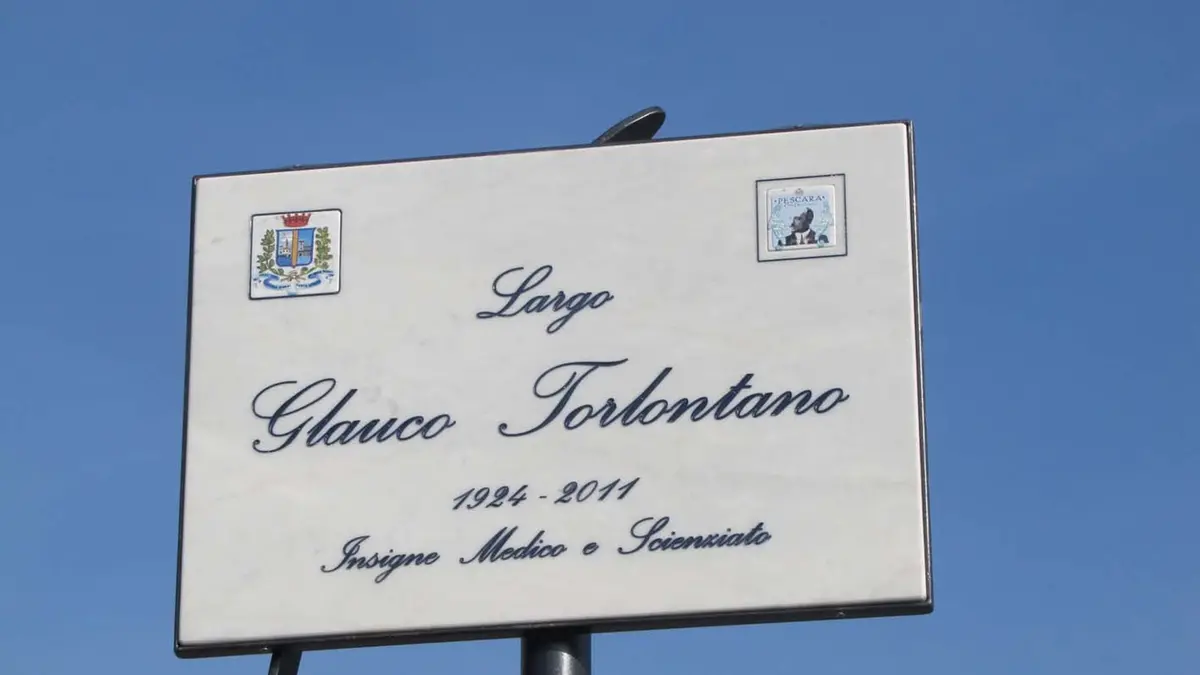 PESCARA
Largo
Glauco Torlontano
1924 - 2011
Insigne Medico e Scienziato